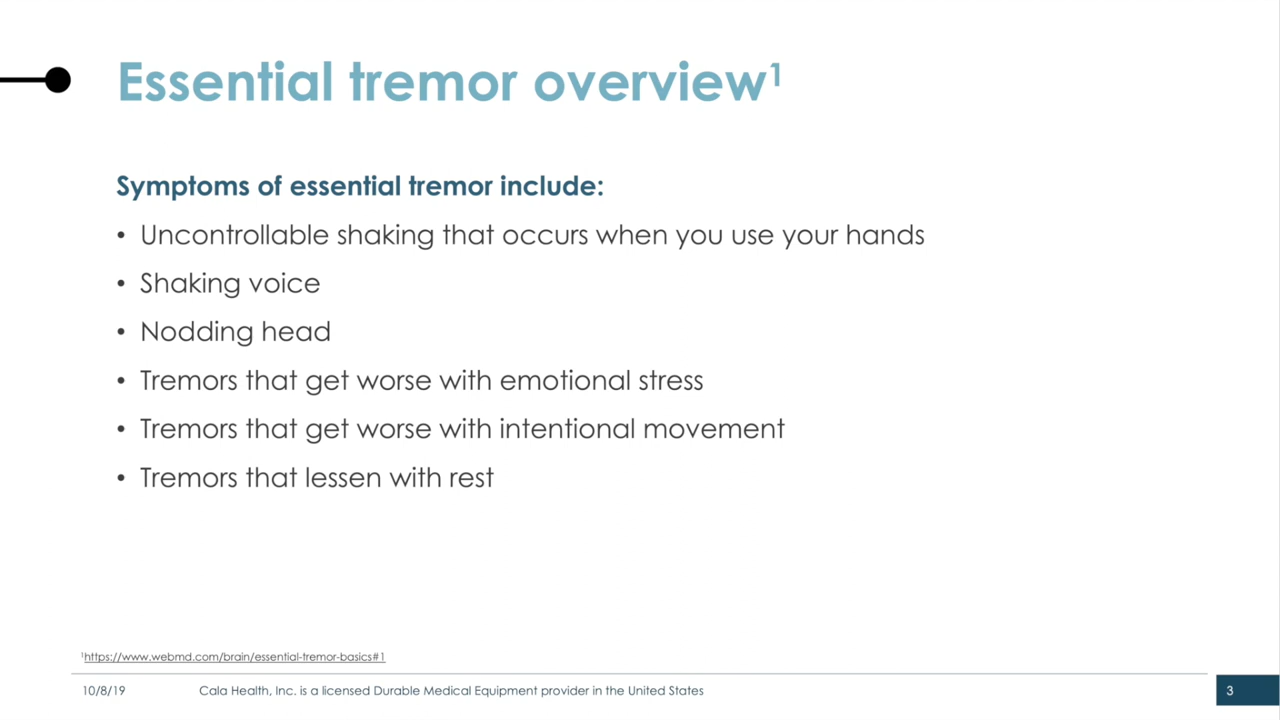 Essential tremor overview¹
Symptoms of essential tremor include:
• Uncontrollable shaking that occurs when you use your hands
• Shaking voice
• Nodding head
• Tremors that get worse with emotional stress
• Tremors that get worse with intentional movement
• Tremors that lessen with rest
¹https://www.webmd.com/brain/essential-tremor-basics#1
10/8/19 Cala Health, Inc. is a licensed Durable Medical Equipment provider in the United States 3